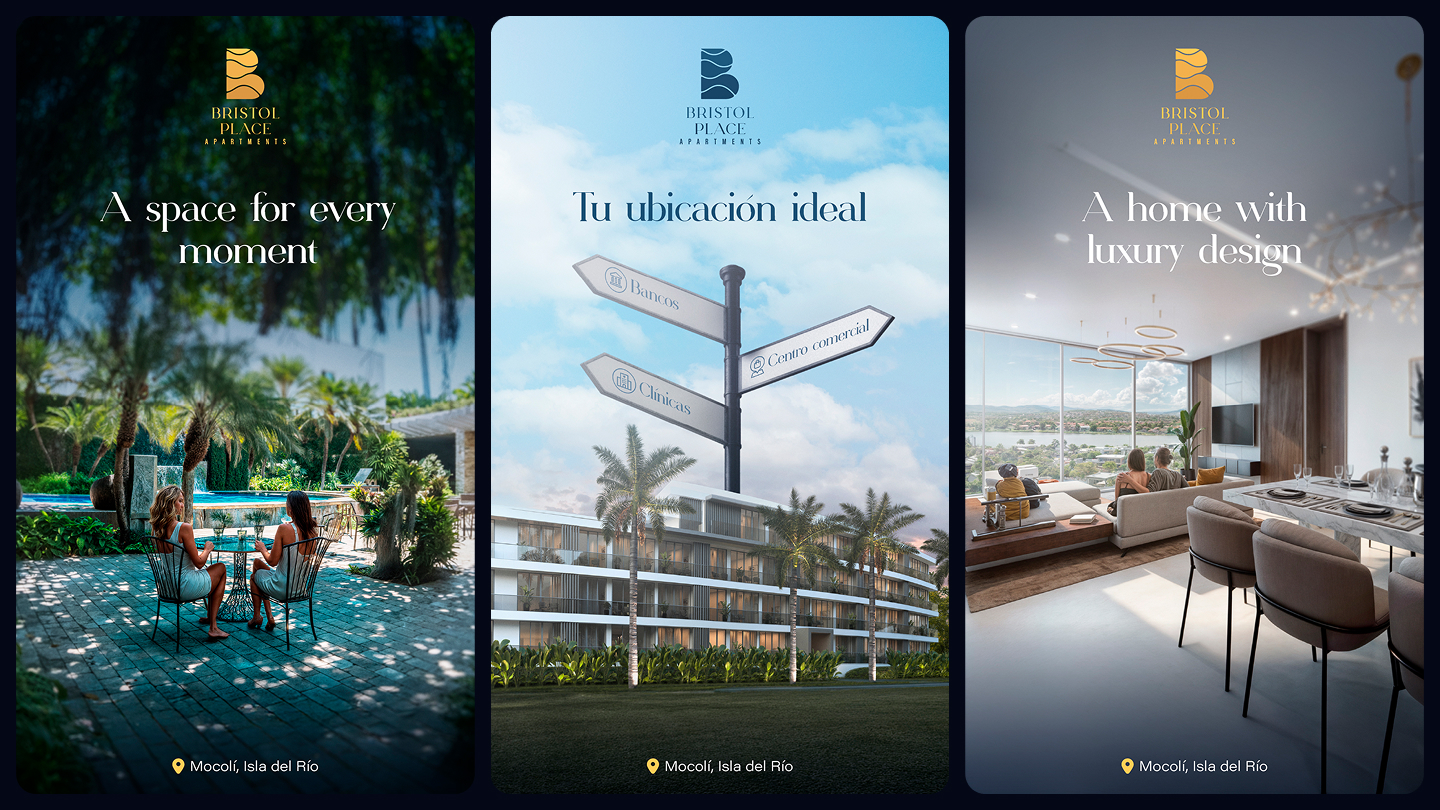 BRISTOL
PLACE
APARTMENTS
A space for every
moment
Mocolí, Isla del Río
BRISTOL
PLACE
APARTMENTS
Tu ubicación ideal
Bancos
Centro comercial
Clínicas
Mocolí, Isla del Río
BRISTOL
PLACE
APARTMENTS
A home with
luxury design
Mocolí, Isla del Río